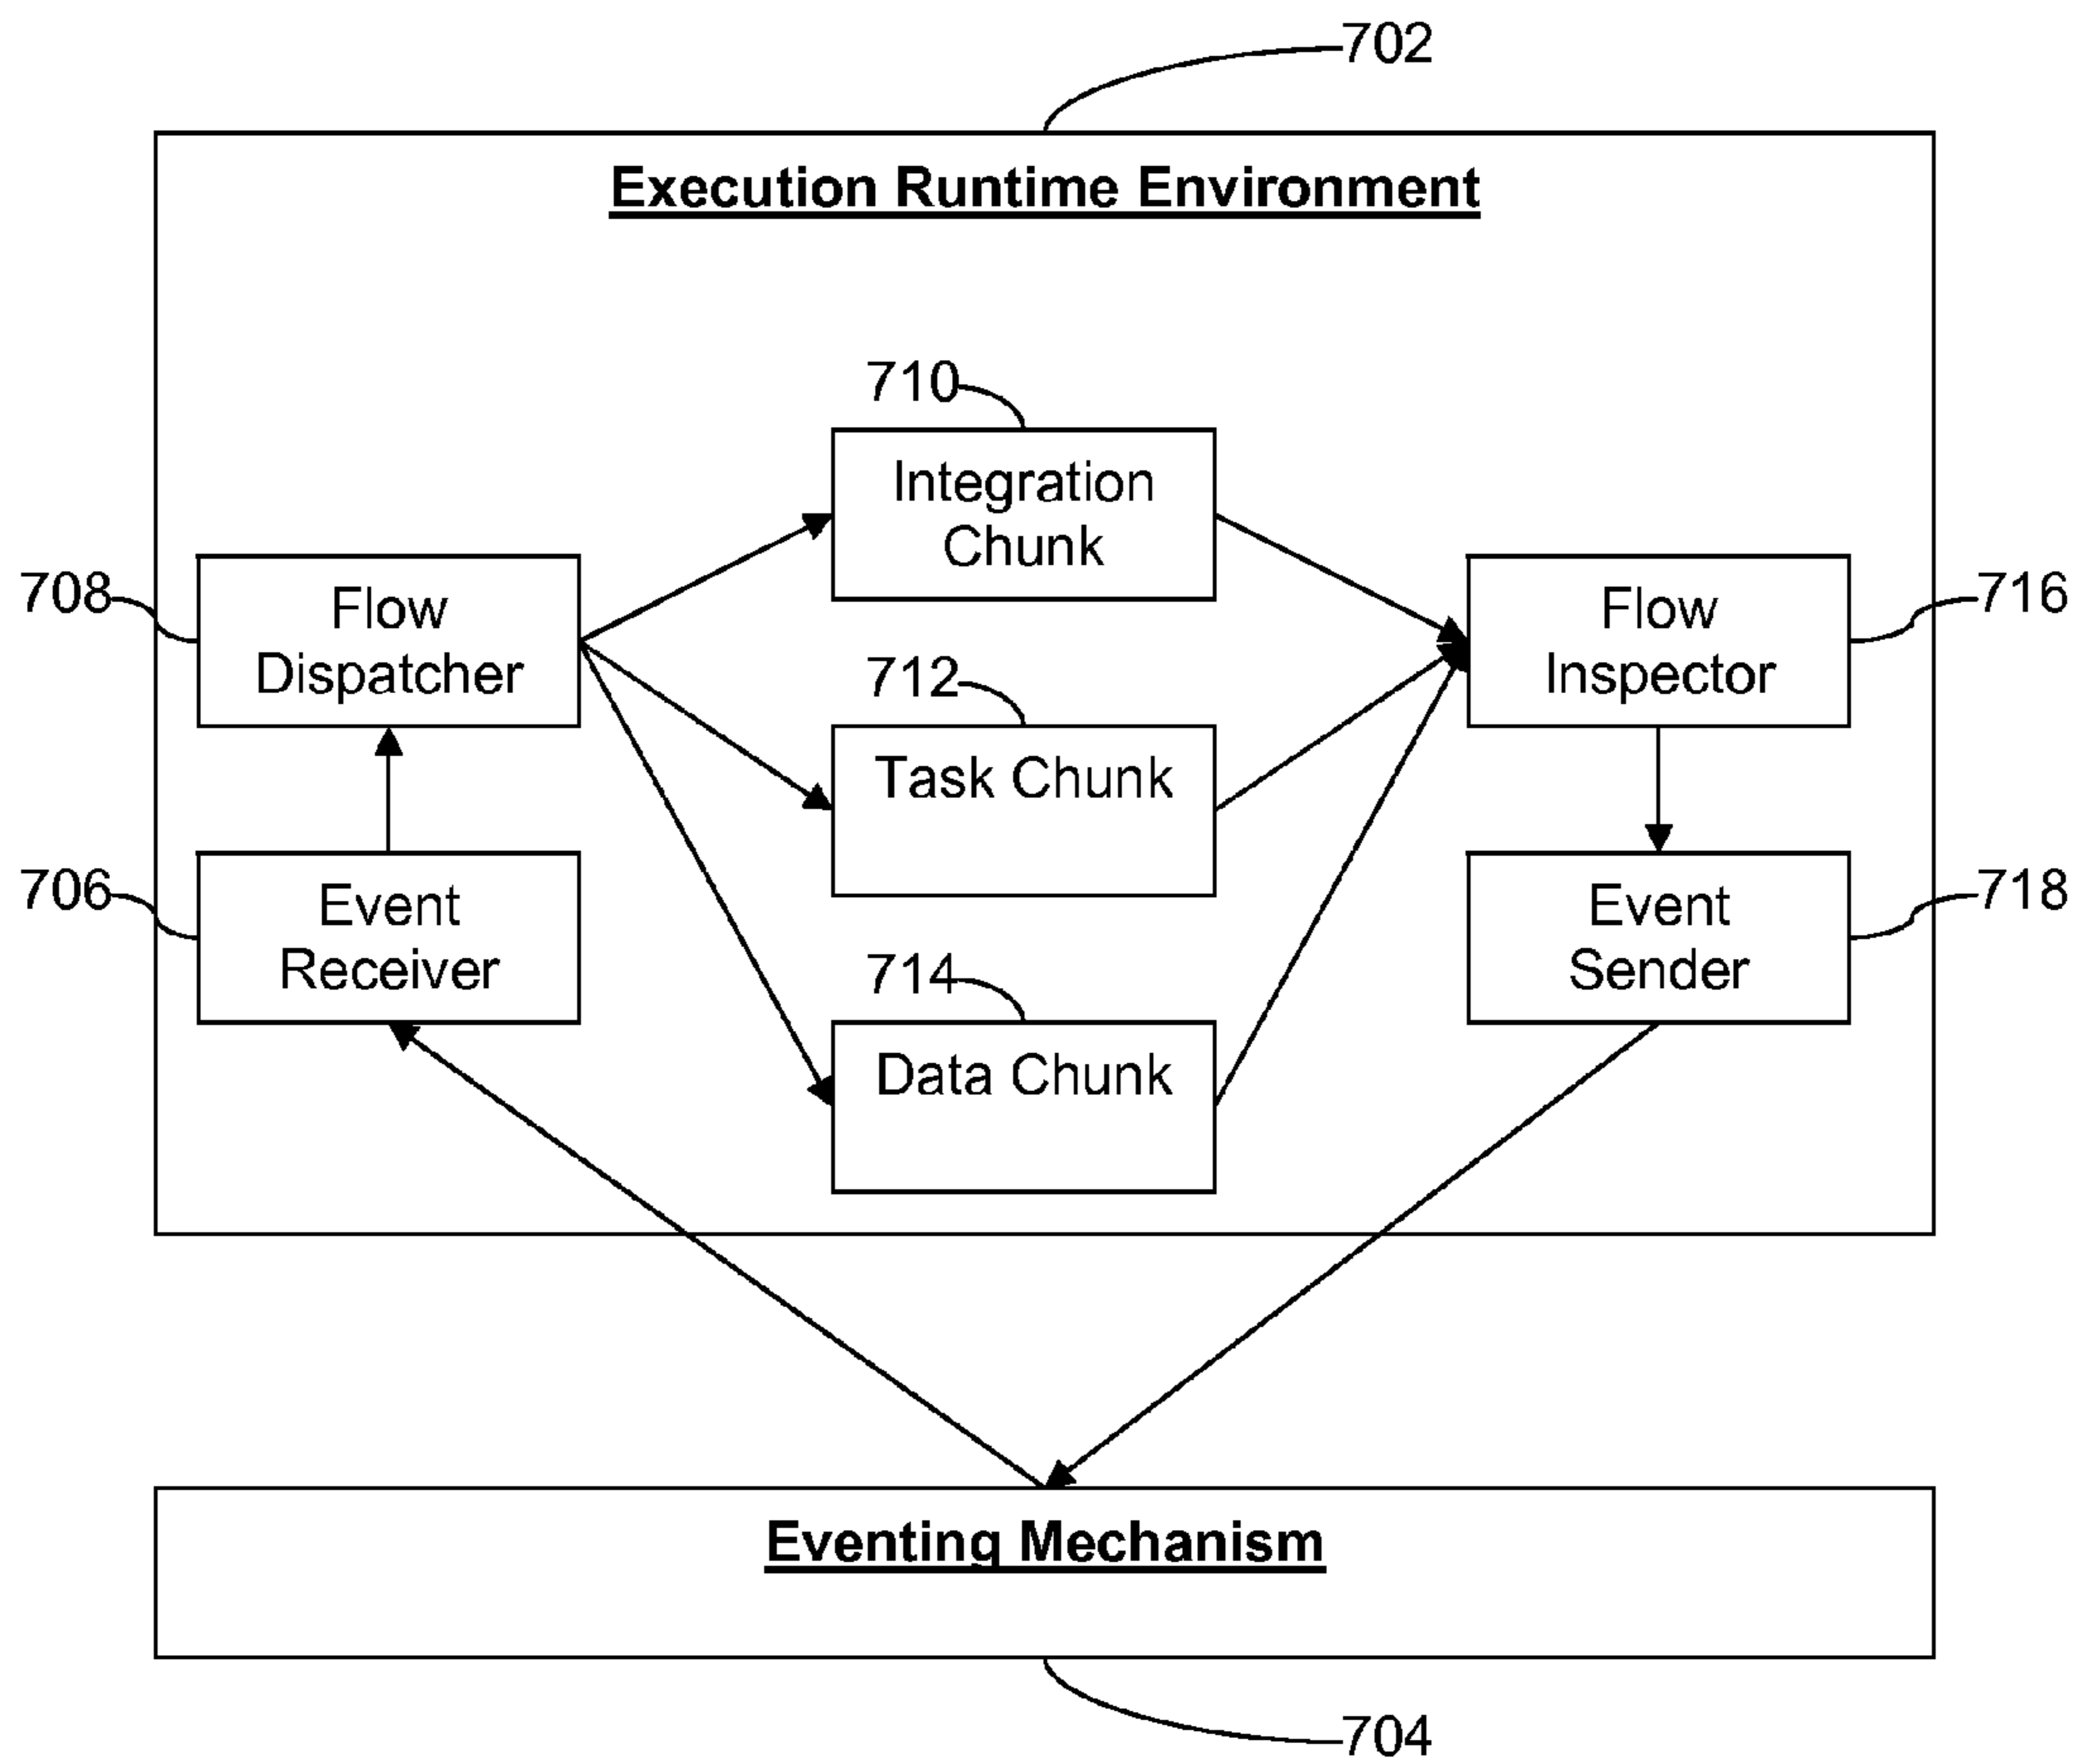 702
Execution Runtime Environment
710
Integration
Chunk
708
Flow
Dispatcher
716
Flow
Inspector
712
Task Chunk
706
Event
Receiver
718
Event
Sender
714
Data Chunk
Eventing Mechanism
704